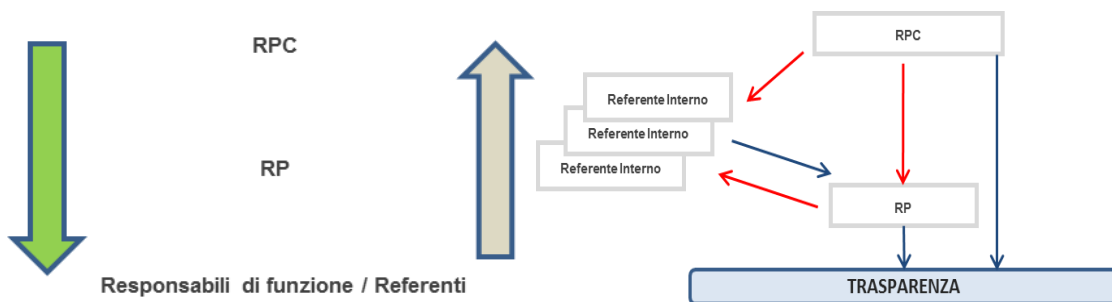 RPC
RP
Responsabili di funzione / Referenti
RPC
Referente Interno
Referente Interno
Referente Interno
RP
TRASPARENZA